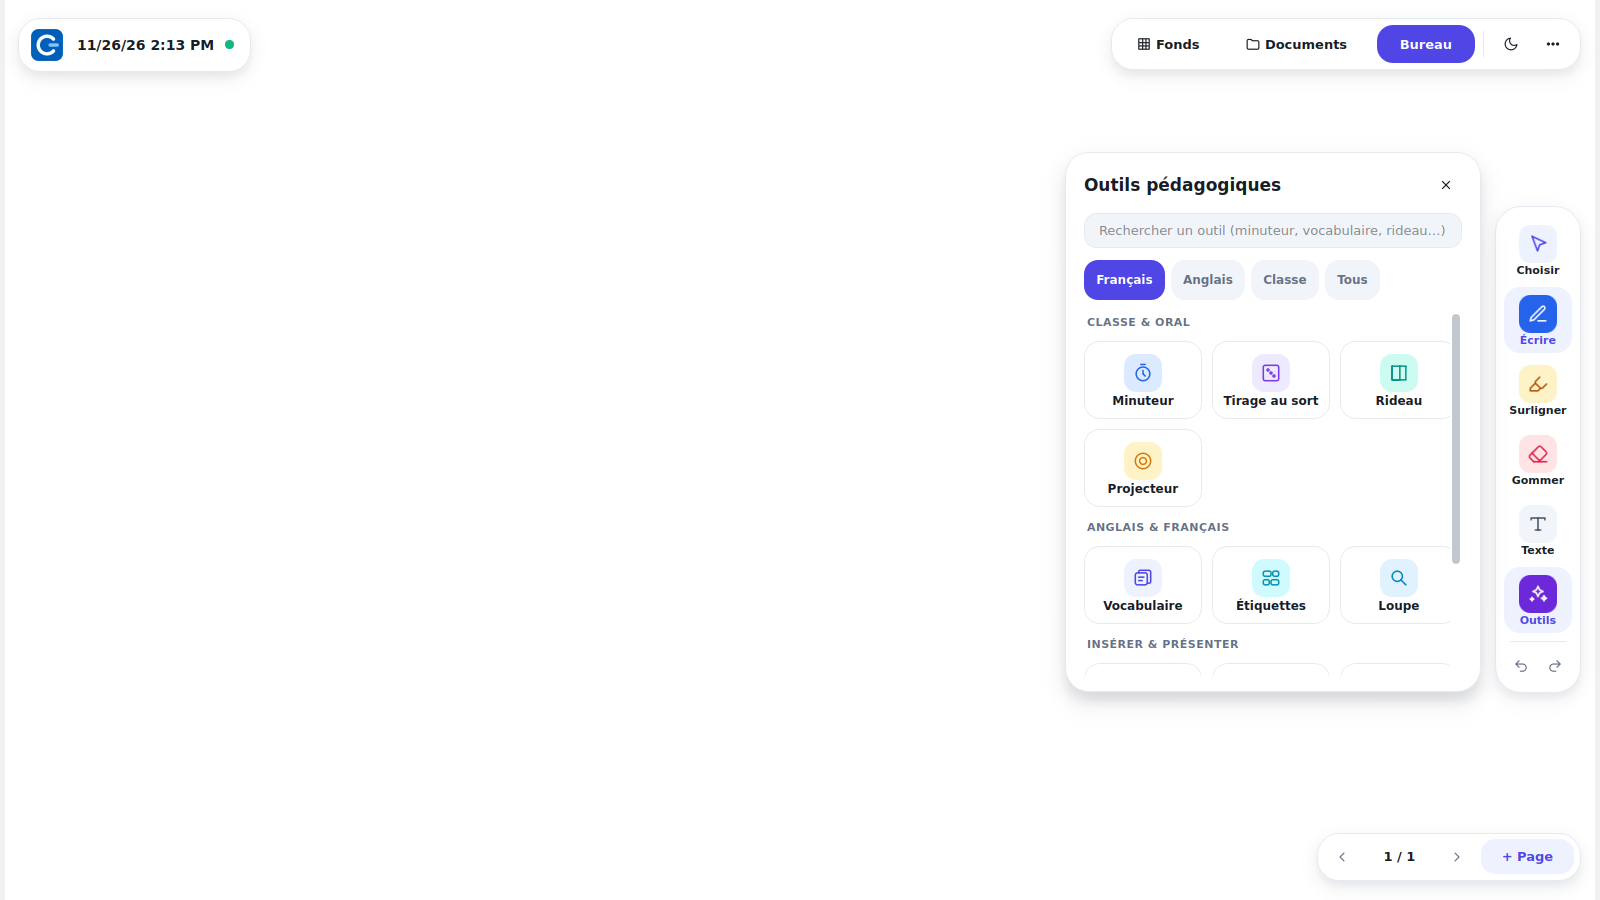 11/26/26 2:13 PM
Fonds
Documents
Bureau
Outils pédagogiques
Rechercher un outil (minuteur, vocabulaire, rideau...)
Français
Anglais
Classe
Tous
CLASSE & ORAL
Minuteur
Tirage au sort
Rideau
Projecteur
ANGLAIS & FRANÇAIS
Vocabulaire
Étiquettes
Loupe
INSÉRER & PRÉSENTER
Choisir
Écrire
Surligner
Gommer
Texte
Outils
1 / 1
+ Page